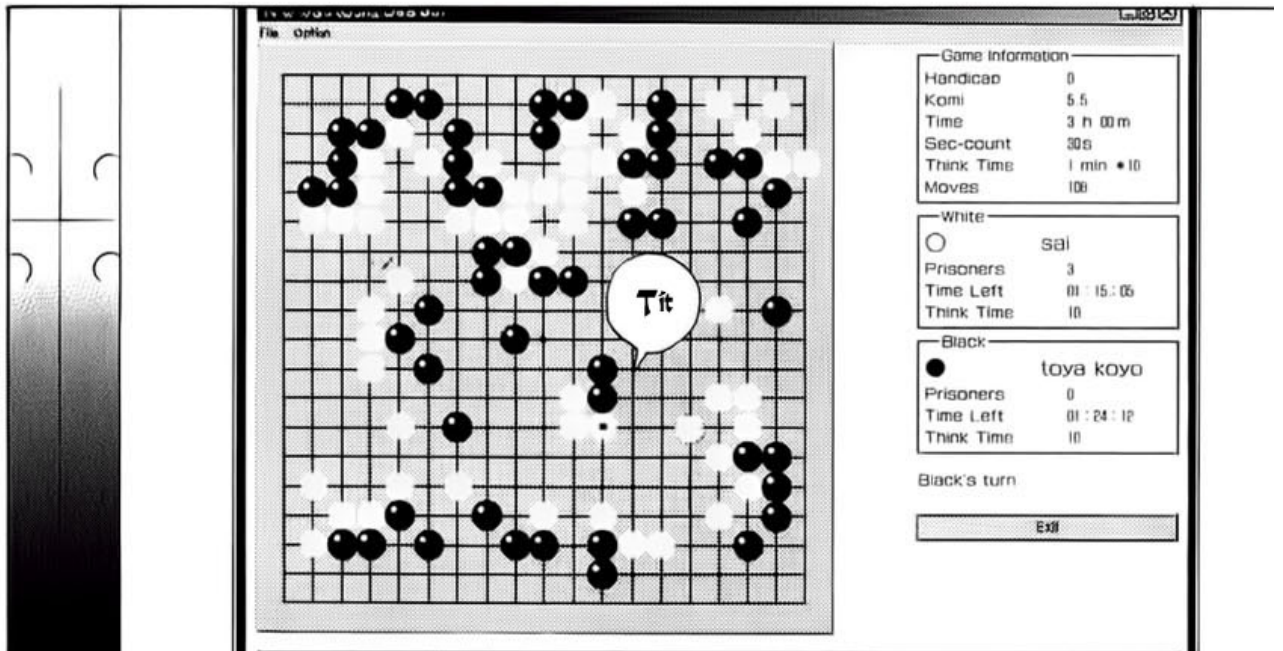 File Option
Game Information
Handicap 0
Komi 5.5
Time 3 h 00 m
Sec-count 30s
Think Time 1 min * 10
Moves 108
White
sai
Prisoners 3
Time Left 01 : 15 : 05
Think Time 10
Black
toya koyo
Prisoners 0
Time Left 01 : 24 : 12
Think Time 10
Black's turn
Exit
Tit